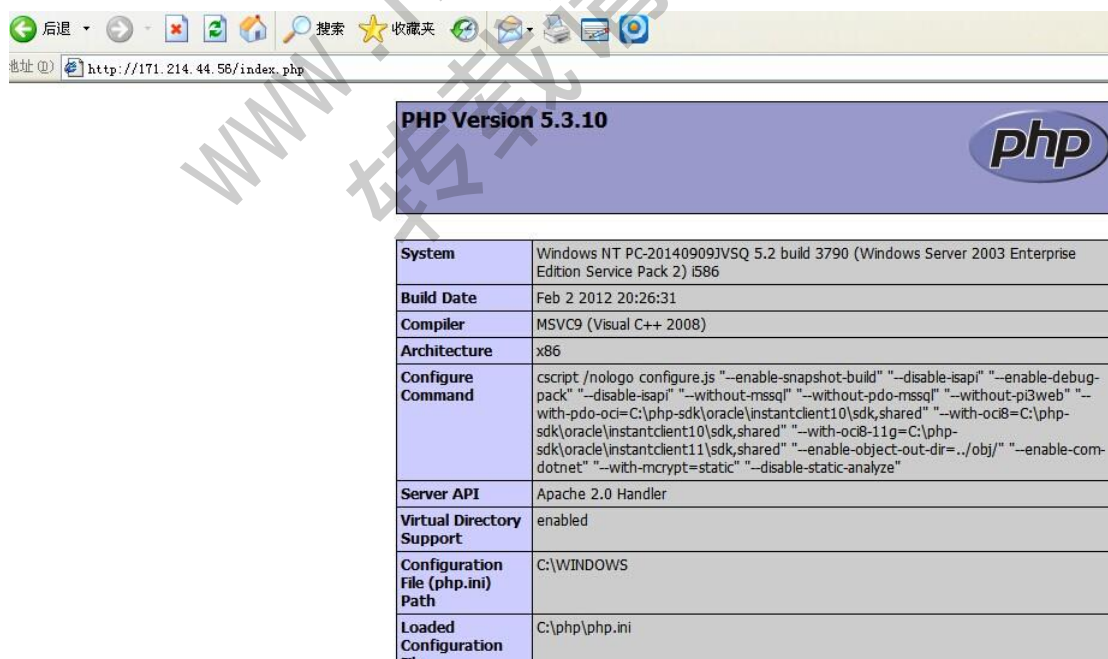 后退 搜索 收藏夹
地址(D) http://171.214.44.56/index.php
WWW.
转载请
PHP Version 5.3.10
php
System Windows NT PC-20140909JVSQ 5.2 build 3790 (Windows Server 2003 Enterprise
Edition Service Pack 2) i586
Build Date Feb 2 2012 20:26:31
Compiler MSVC9 (Visual C++ 2008)
Architecture x86
Configure cscript /nologo configure.js "--enable-snapshot-build" "--disable-isapi" "--enable-debug-
Command pack" "--disable-isapi" "--without-mssql" "--without-pdo-mssql" "--without-pi3web" "--
with-pdo-oci=C:\php-sdk\oracle\instantclient10\sdk,shared" "--with-oci8=C:\php-
sdk\oracle\instantclient10\sdk,shared" "--with-oci8-11g=C:\php-
sdk\oracle\instantclient11\sdk,shared" "--enable-object-out-dir=../obj/" "--enable-com-
dotnet" "--with-mcrypt=static" "--disable-static-analyze"
Server API Apache 2.0 Handler
Virtual Directory enabled
Support
Configuration C:\WINDOWS
File (php.ini)
Path
Loaded C:\php\php.ini
Configuration